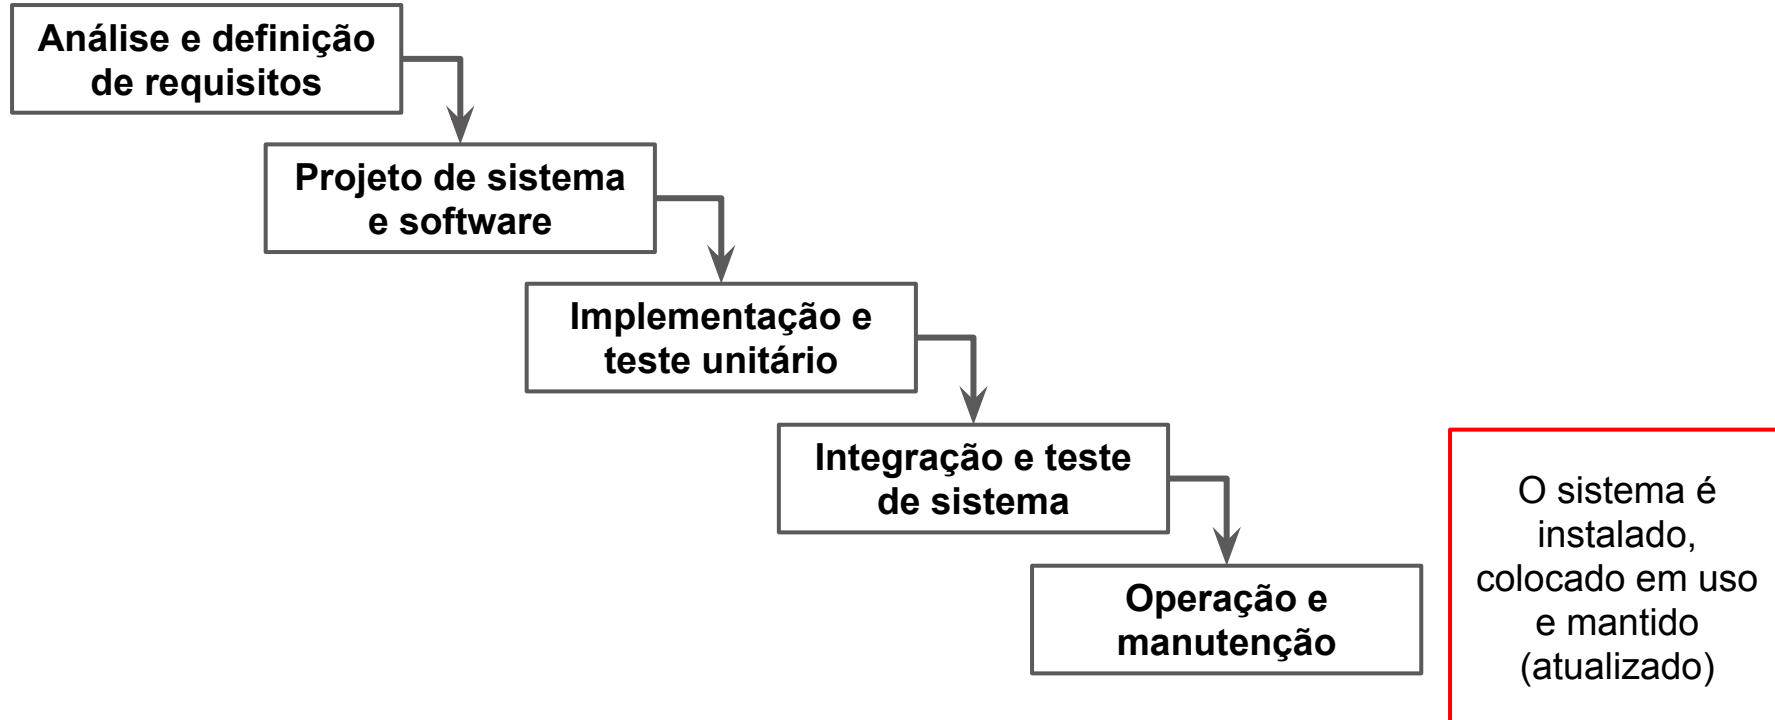 Análise e definição
de requisitos
Projeto de sistema
e software
Implementação e
teste unitário
Integração e teste
de sistema
Operação e
manutenção
O sistema é
instalado,
colocado em uso
e mantido
(atualizado)